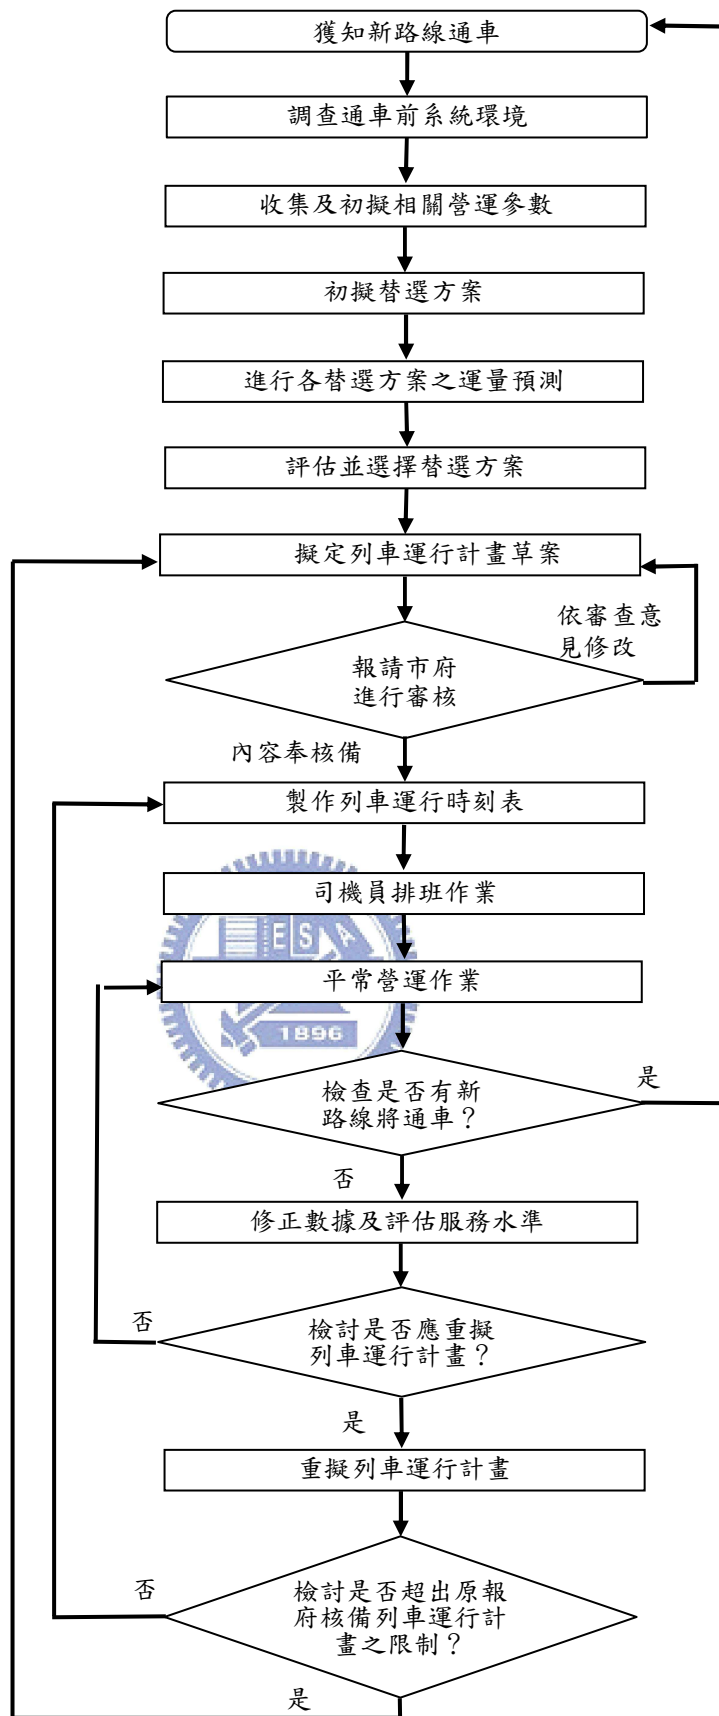 獲知新路線通車
調查通車前系統環境
收集及初擬相關營運參數
初擬替選方案
進行各替選方案之運量預測
評估並選擇替選方案
擬定列車運行計畫草案
依審查意
見修改
報請市府
進行審核
內容奉核備
製作列車運行時刻表
司機員排班作業
E S A
平常營運作業
1896
檢查是否有新
路線將通車？
是
否
修正數據及評估服務水準
否
檢討是否應重擬
列車運行計畫？
是
重擬列車運行計畫
否
檢討是否超出原報
府核備列車運行計
畫之限制？
是